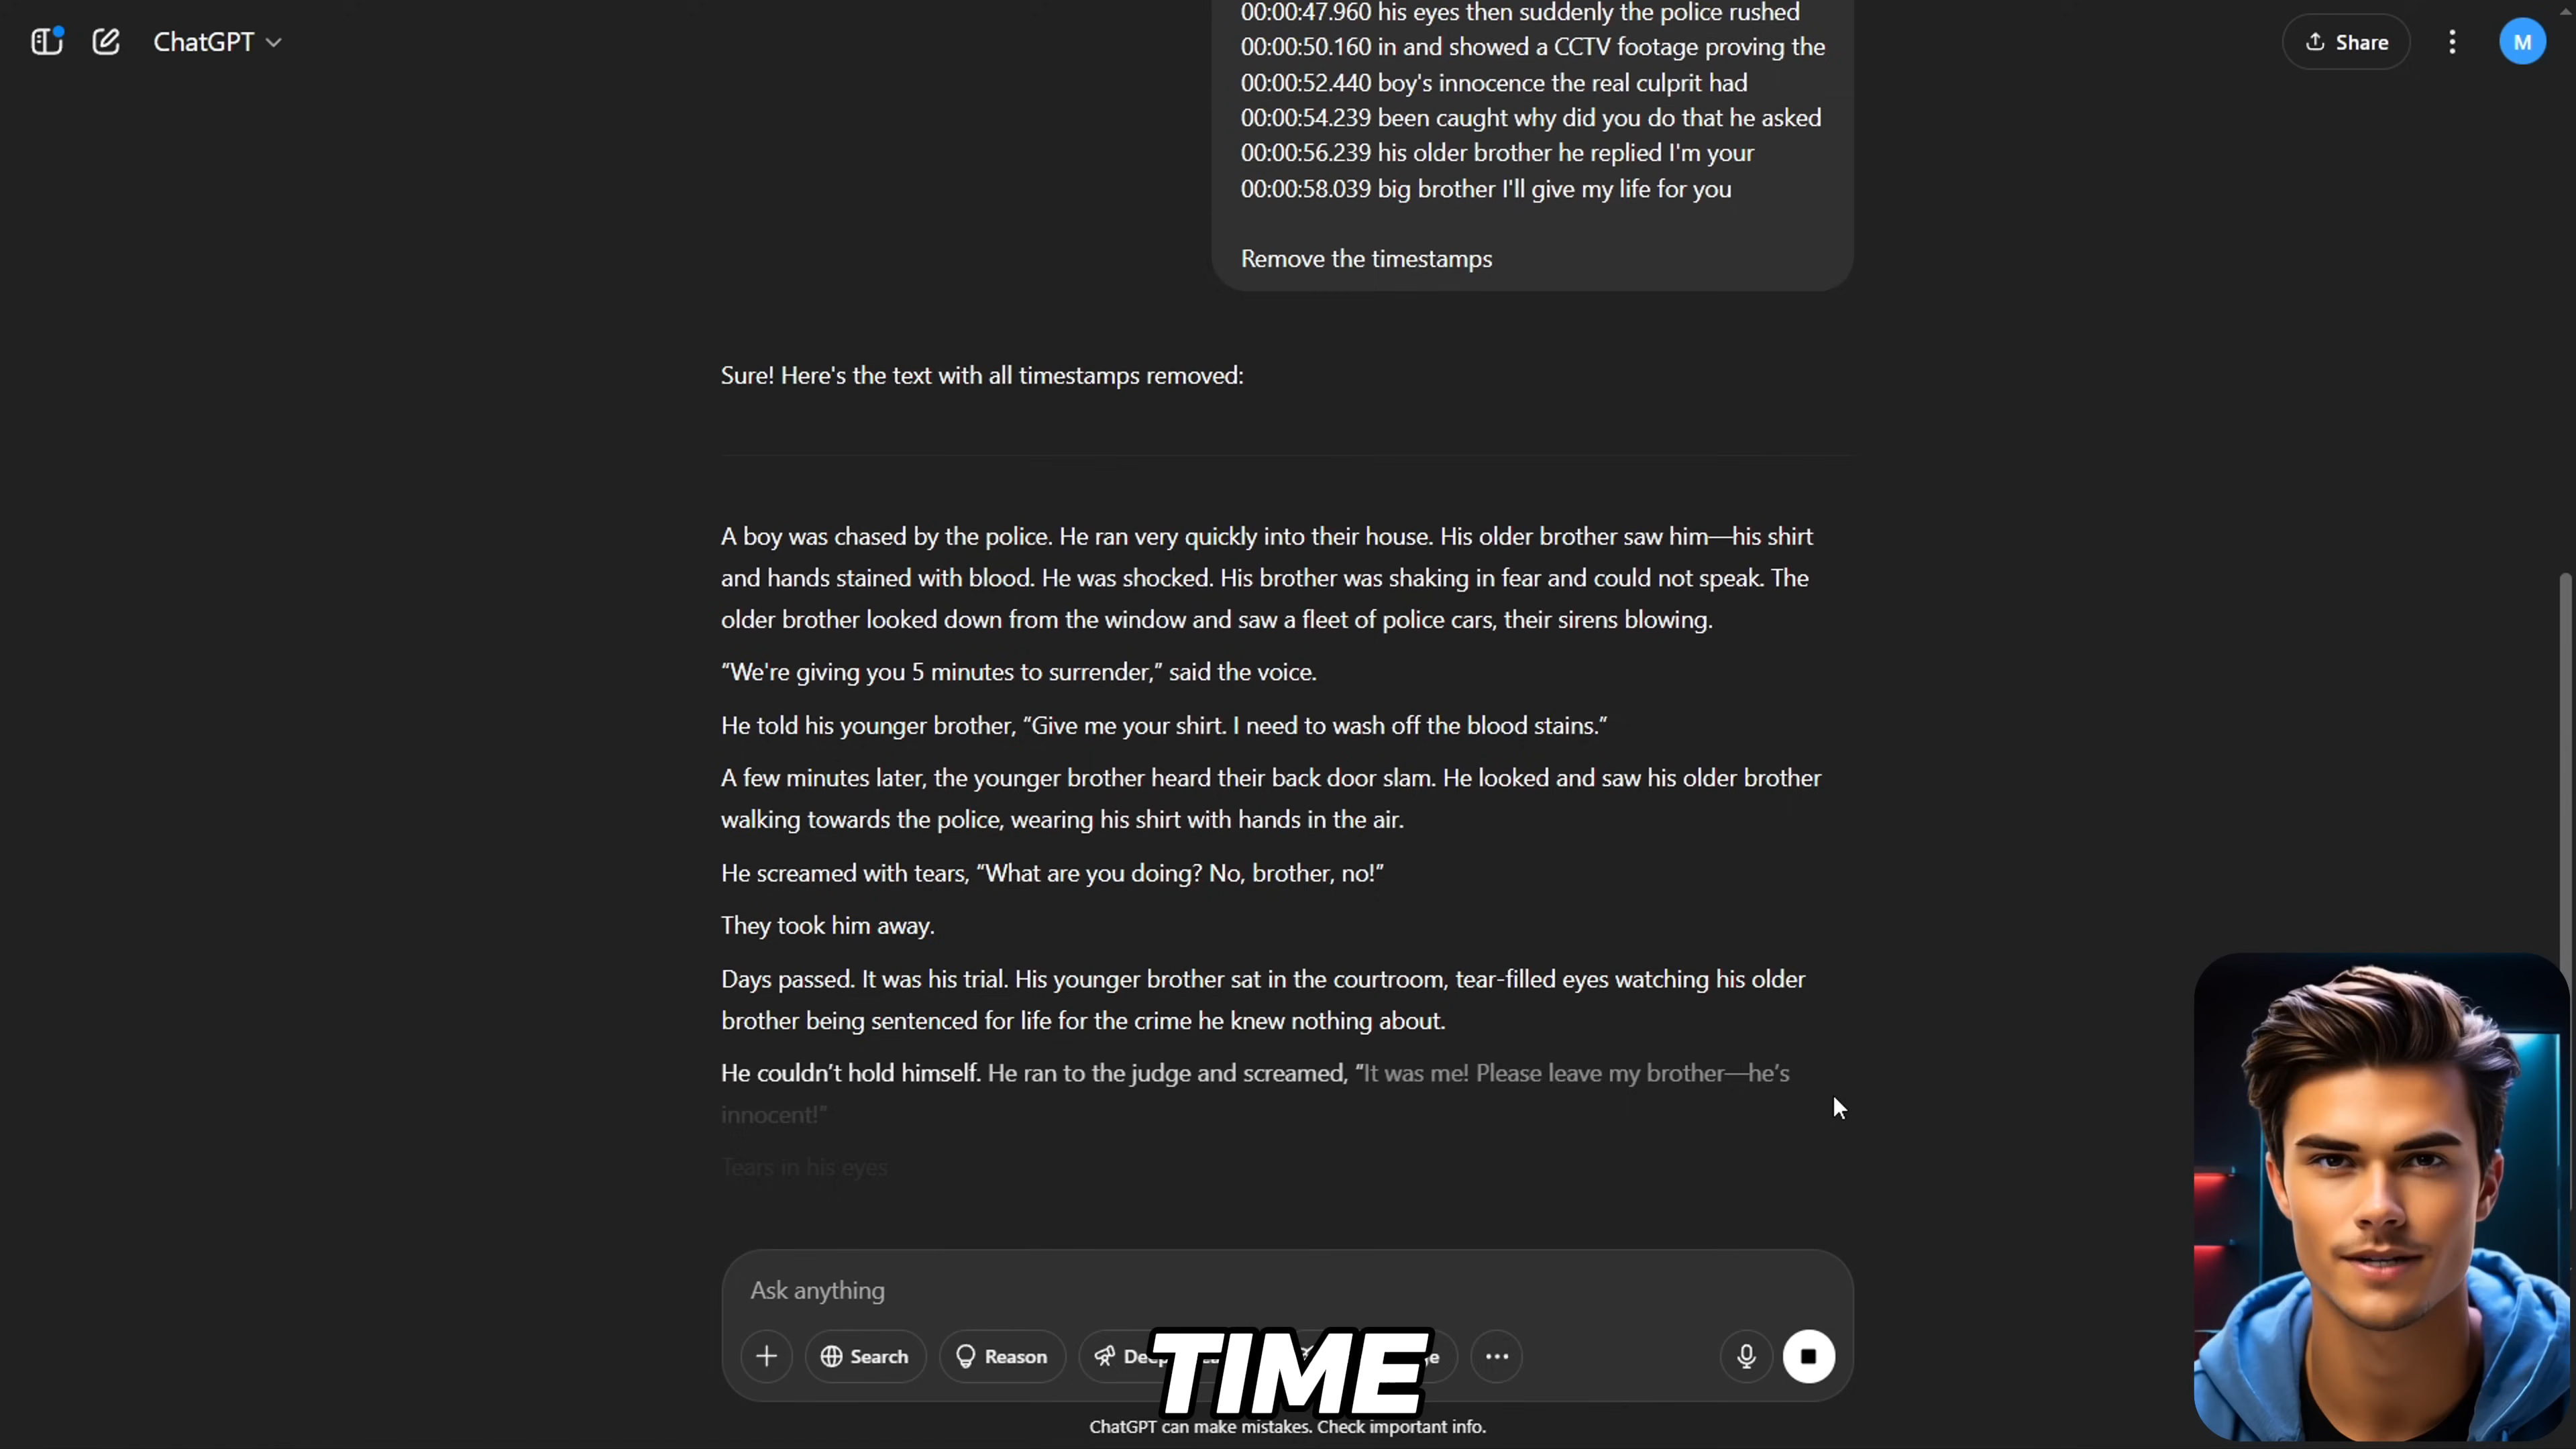 ChatGPT
Share
M
00:00:47.960 his eyes then suddenly the police rushed
00:00:50.160 in and showed a CCTV footage proving the
00:00:52.440 boy's innocence the real culprit had
00:00:54.239 been caught why did you do that he asked
00:00:56.239 his older brother he replied I'm your
00:00:58.039 big brother I'll give my life for you
Remove the timestamps
Sure! Here's the text with all timestamps removed:
A boy was chased by the police. He ran very quickly into their house. His older brother saw him—his shirt
and hands stained with blood. He was shocked. His brother was shaking in fear and could not speak. The
older brother looked down from the window and saw a fleet of police cars, their sirens blowing.
“We're giving you 5 minutes to surrender,” said the voice.
He told his younger brother, “Give me your shirt. I need to wash off the blood stains.”
A few minutes later, the younger brother heard their back door slam. He looked and saw his older brother
walking towards the police, wearing his shirt with hands in the air.
He screamed with tears, “What are you doing? No, brother, no!”
They took him away.
Days passed. It was his trial. His younger brother sat in the courtroom, tear-filled eyes watching his older
brother being sentenced for life for the crime he knew nothing about.
He couldn’t hold himself. He ran to the judge and screamed, “It was me! Please leave my brother—he’s
innocent!”
Tears in his eyes
Ask anything
Search
Reason
TIME
ChatGPT can make mistakes. Check important info.